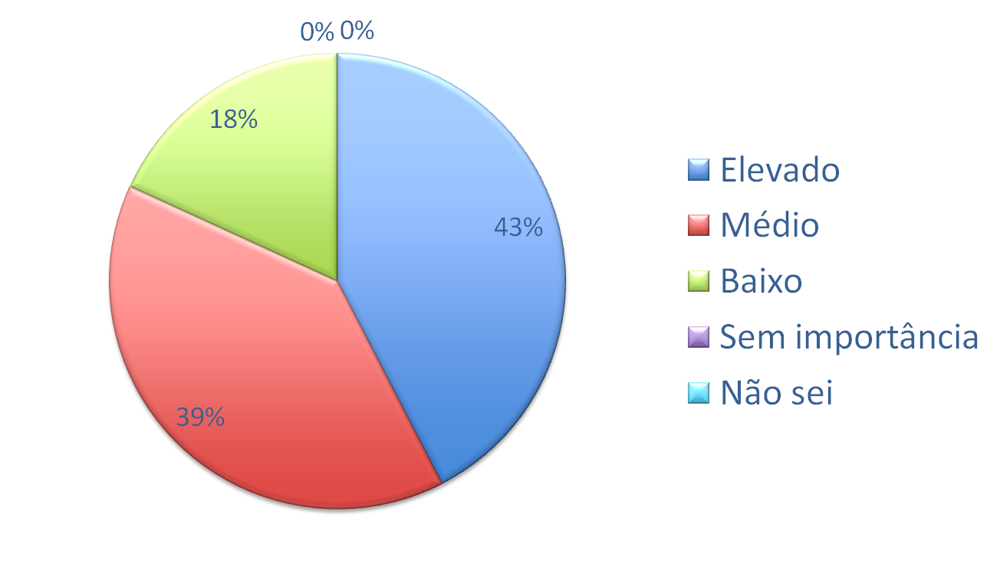 0% 0%
18%
43%
39%
Elevado
Médio
Baixo
Sem importância
Não sei